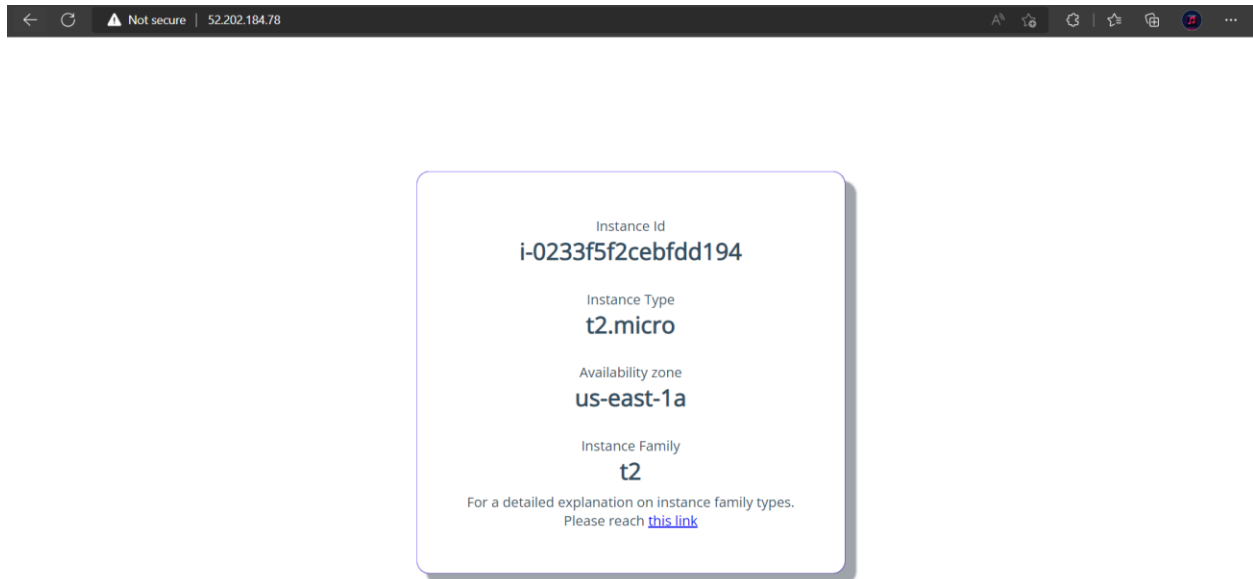 Not secure | 52.202.184.78
Instance Id
i-0233f5f2cebfdd194
Instance Type
t2.micro
Availability zone
us-east-1a
Instance Family
t2
For a detailed explanation on instance family types.
Please reach this link